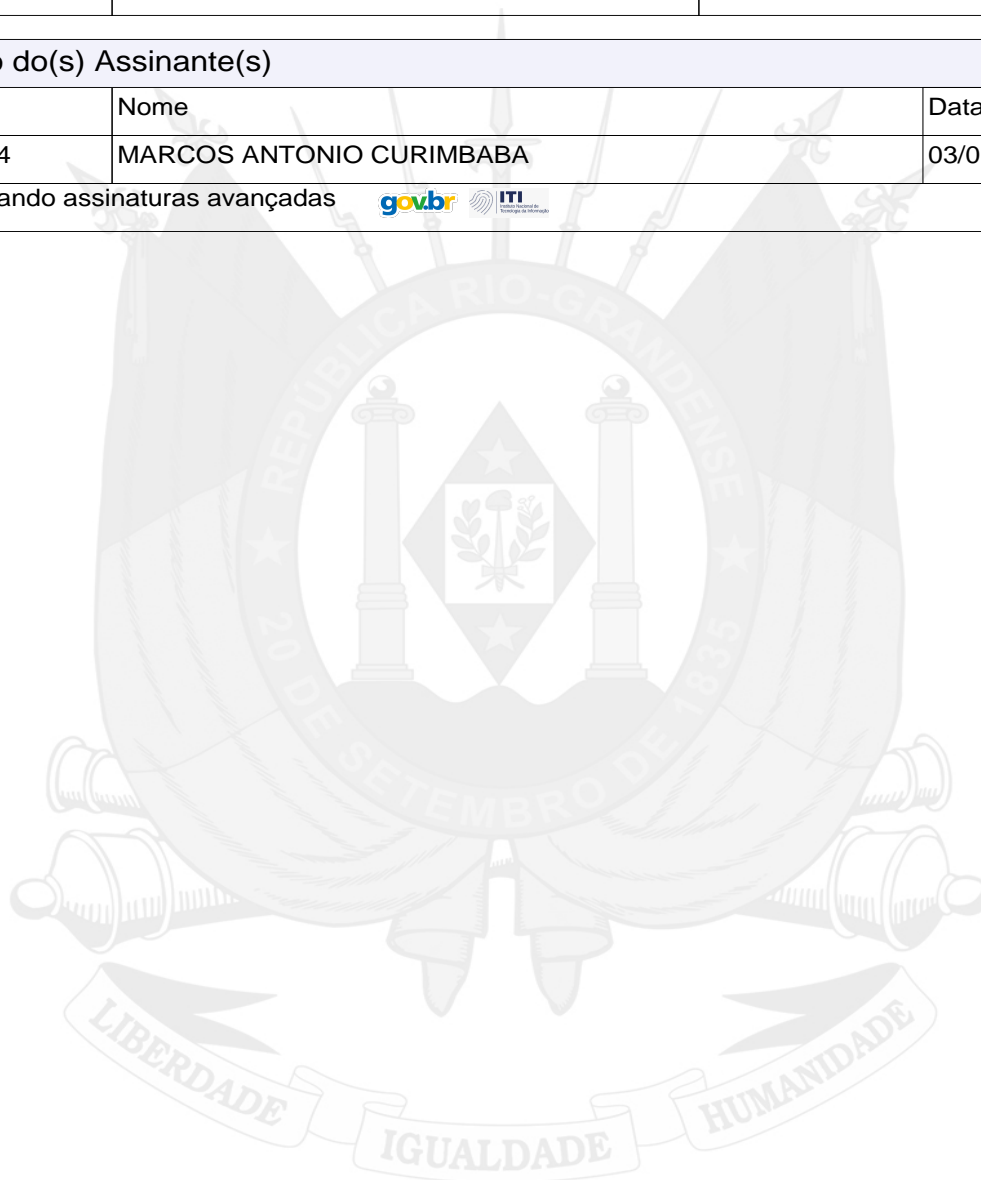 o do(s) Assinante(s)
Nome Data
4 MARCOS ANTONIO CURIMBABA 03/0
ando assinaturas avançadas gov.br ITI
REPÚBLICA RIO-GRANDENSE
20 DE SETEMBRO DE 1835
LIBERDADE IGUALDADE HUMANIDADE